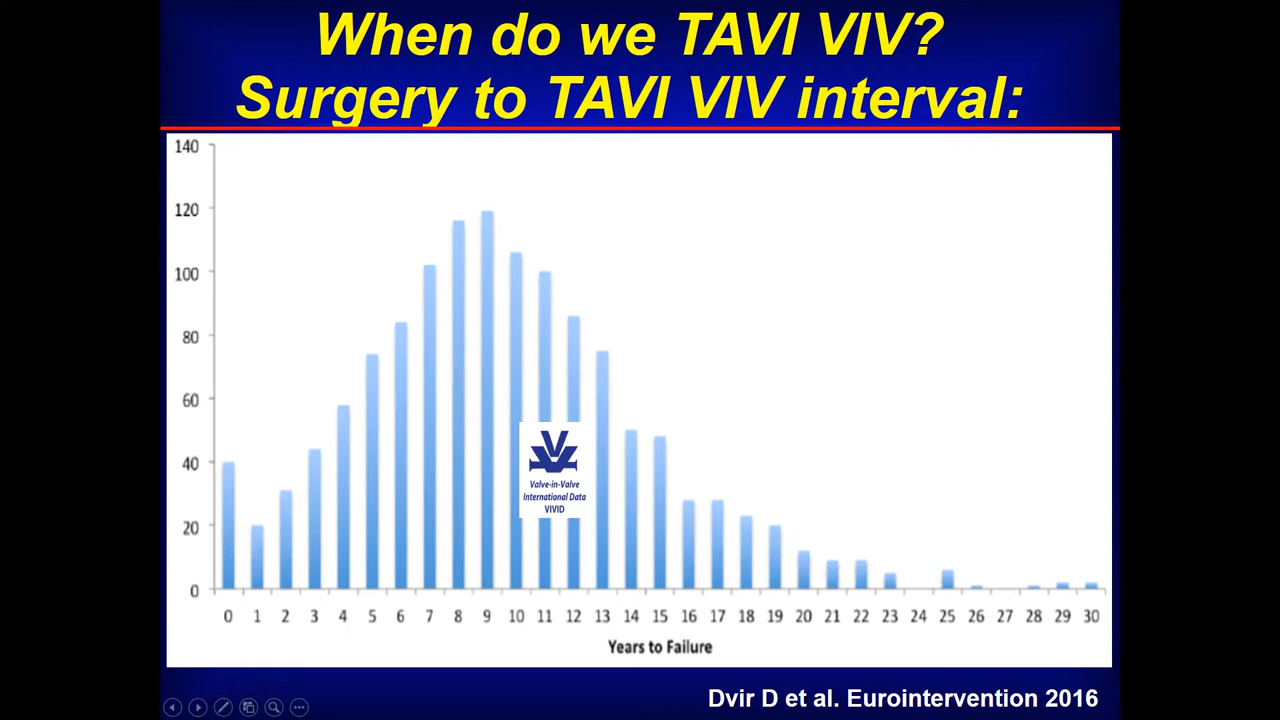 When do we TAVI VIV?
Surgery to TAVI VIV interval:
140
120
100
80
60
40
20
0
Valve-in-Valve
International Data
VIVID
0 1 2 3 4 5 6 7 8 9 10 11 12 13 14 15 16 17 18 19 20 21 22 23 24 25 26 27 28 29 30
Years to Failure
Dvir D et al. Eurointervention 2016